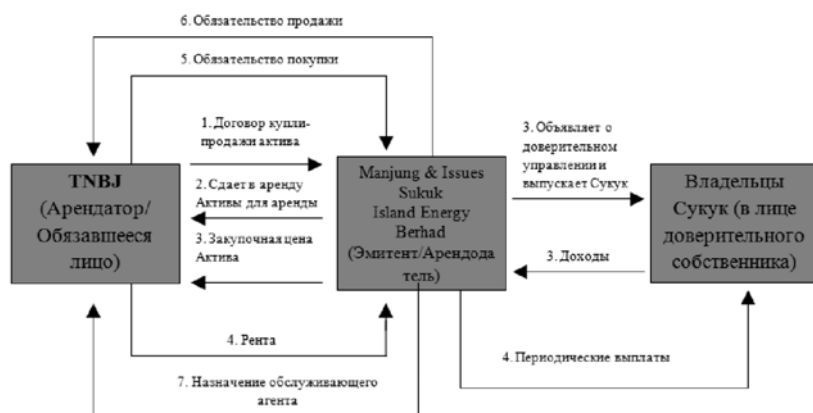 6. Обязательство продажи
5. Обязательство покупки
1. Договор купли-
продажи актива
TNBJ
(Арендатор/
Обязавшееся
лицо)
2. Сдает в аренду
Активы для аренды
3. Закупочная цена
Актива
Manjung & Issues
Sukuk
Island Energy
Berhad
(Эмитент/Арендода
тель)
3. Объявляет о
доверительном
управлении и
выпускает Сукук
3. Доходы
Владельцы
Сукук (в лице
доверительного
собственника)
4. Рента
4. Периодические выплаты
7. Назначение обслуживающего
агента